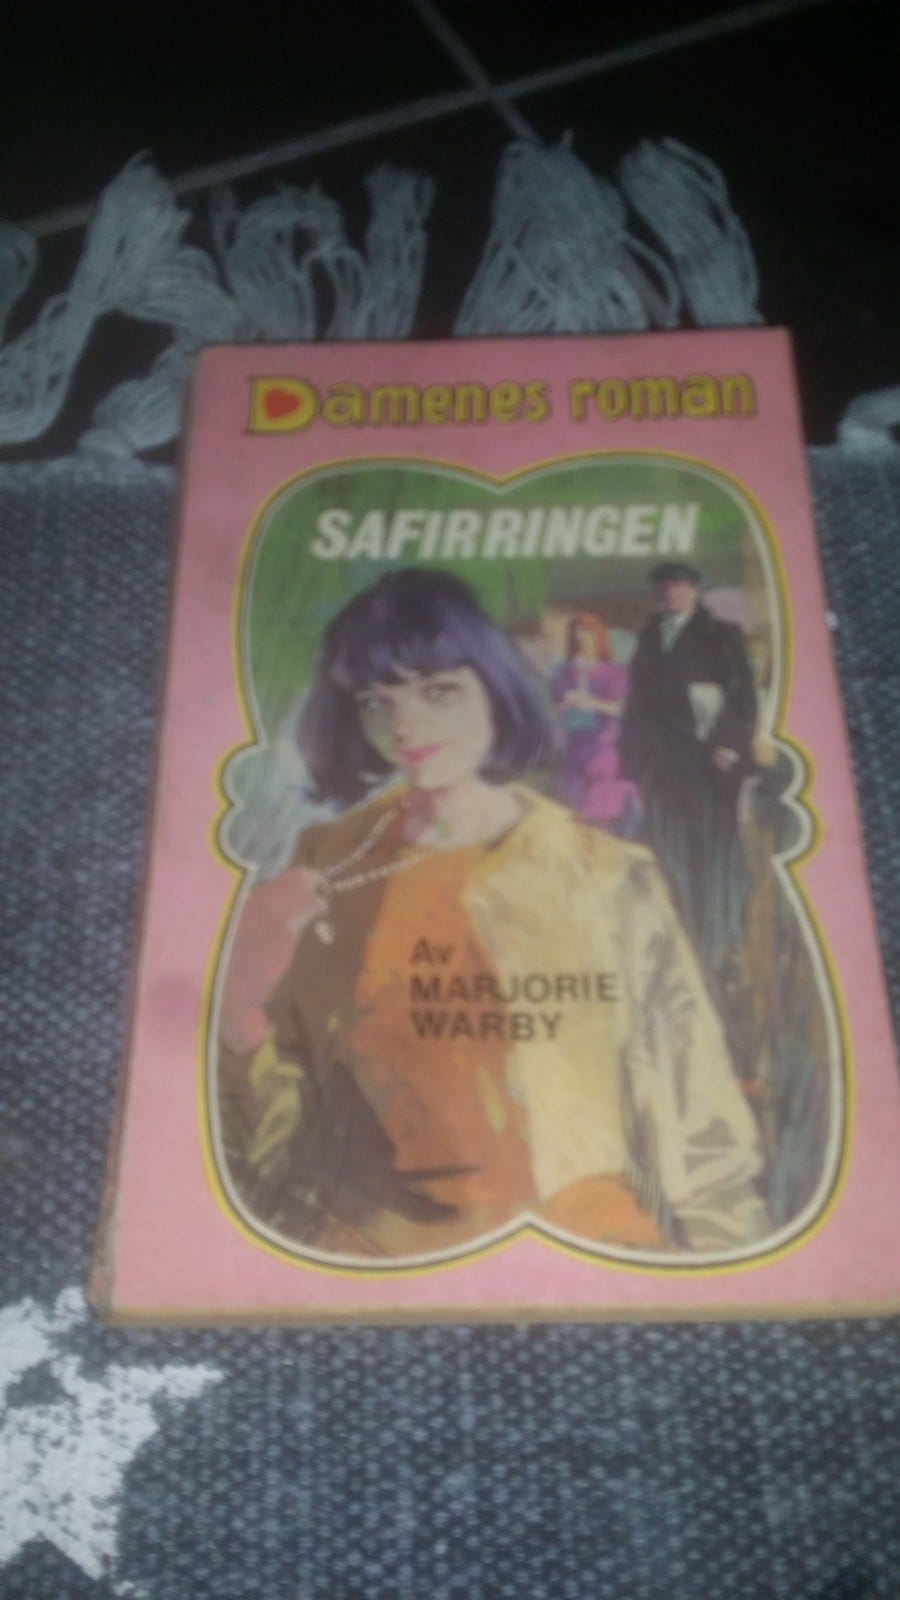 Damenes roman
SAFIRRINGEN
Av
MARJORIE
WARBY